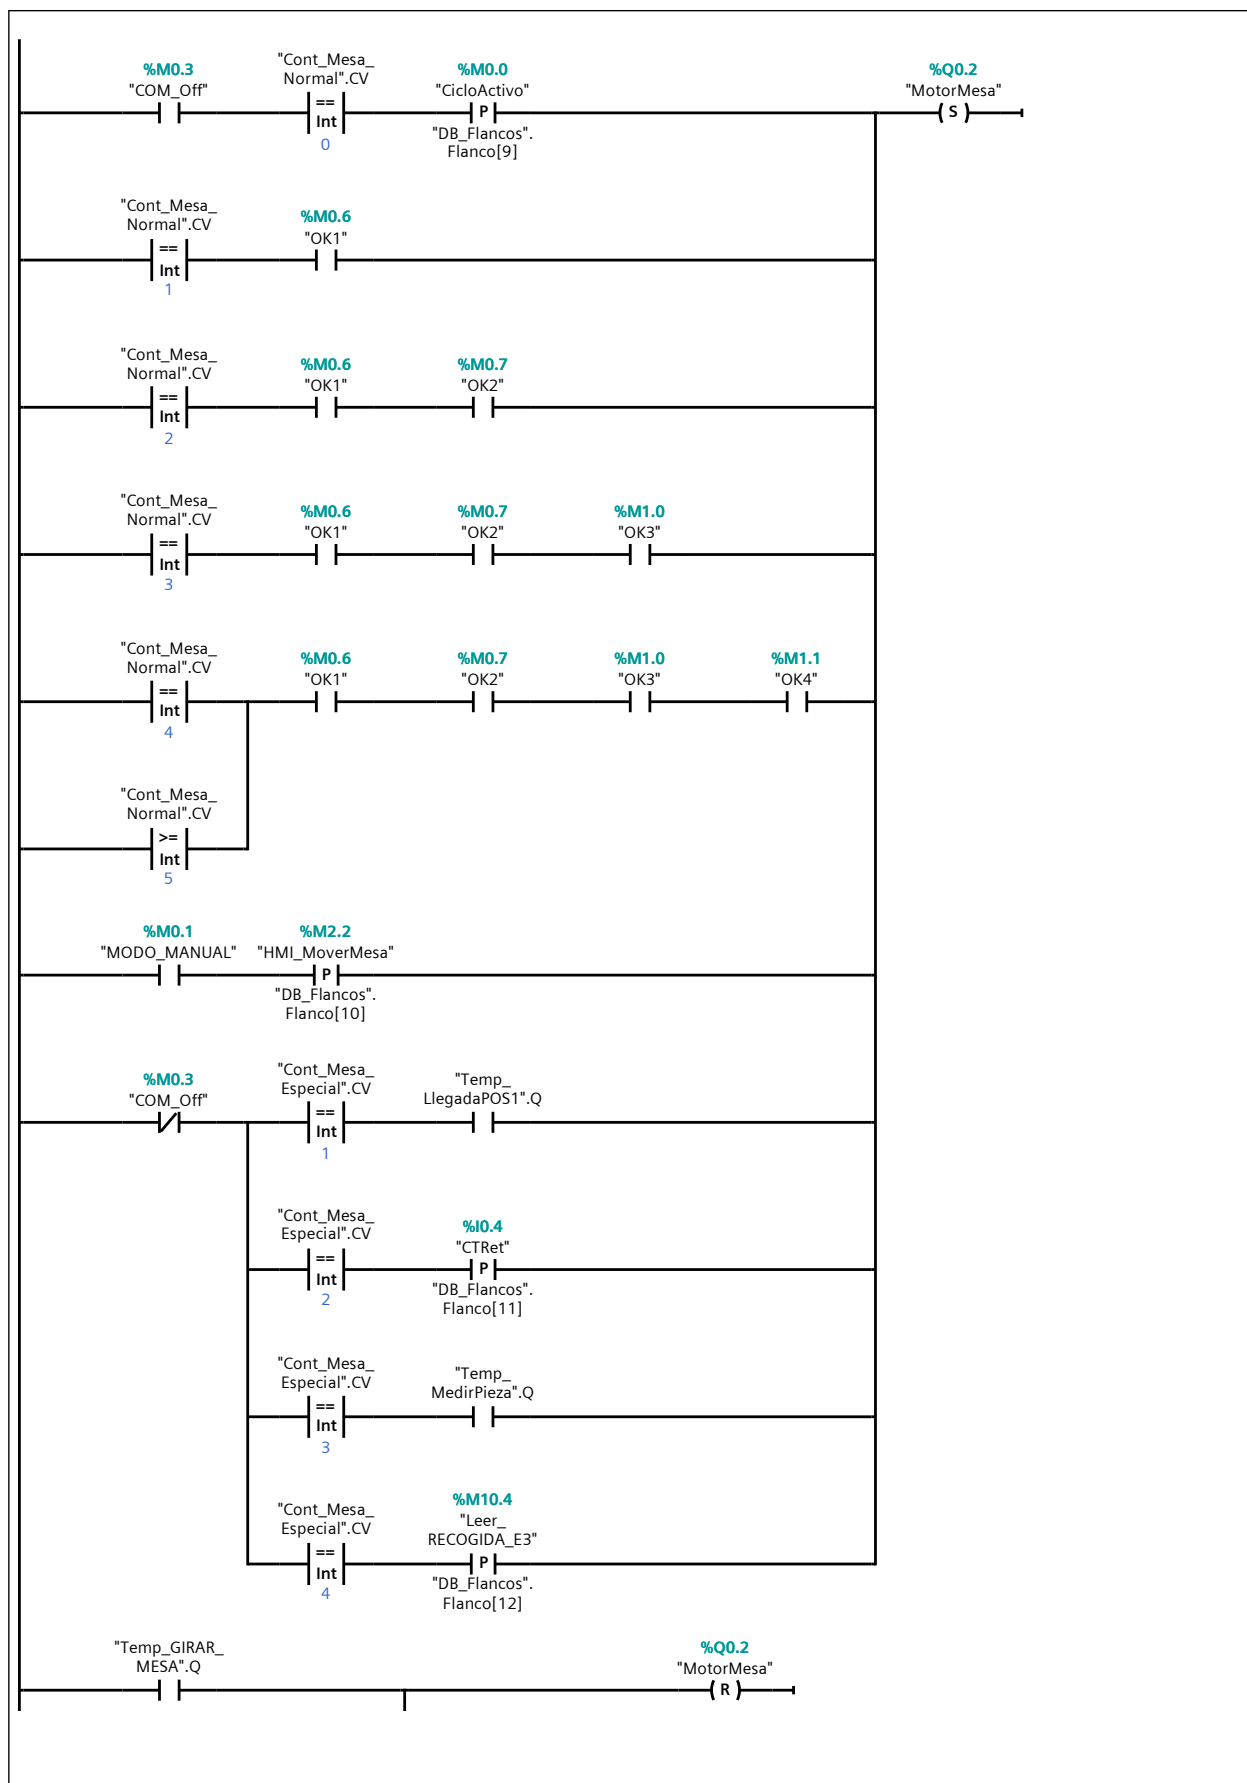 %M0.3
"COM_Off"
"Cont_Mesa_
Normal".CV
==
Int
0
%M0.0
"CicloActivo"
P
"DB_Flancos".
Flanco[9]
%Q0.2
"MotorMesa"
S
"Cont_Mesa_
Normal".CV
==
Int
1
%M0.6
"OK1"
"Cont_Mesa_
Normal".CV
==
Int
2
%M0.6
"OK1"
%M0.7
"OK2"
"Cont_Mesa_
Normal".CV
==
Int
3
%M0.6
"OK1"
%M0.7
"OK2"
%M1.0
"OK3"
"Cont_Mesa_
Normal".CV
==
Int
4
%M0.6
"OK1"
%M0.7
"OK2"
%M1.0
"OK3"
%M1.1
"OK4"
"Cont_Mesa_
Normal".CV
>=
Int
5
%M0.1
"MODO_MANUAL"
%M2.2
"HMI_MoverMesa"
P
"DB_Flancos".
Flanco[10]
%M0.3
"COM_Off"
"Cont_Mesa_
Especial".CV
==
Int
1
"Temp_
LlegadaPOS1".Q
"Cont_Mesa_
Especial".CV
==
Int
2
%I0.4
"CTRet"
P
"DB_Flancos".
Flanco[11]
"Cont_Mesa_
Especial".CV
==
Int
3
"Temp_
MedirPieza".Q
"Cont_Mesa_
Especial".CV
==
Int
4
%M10.4
"Leer_
RECOGIDA_E3"
P
"DB_Flancos".
Flanco[12]
"Temp_GIRAR_
MESA".Q
%Q0.2
"MotorMesa"
R